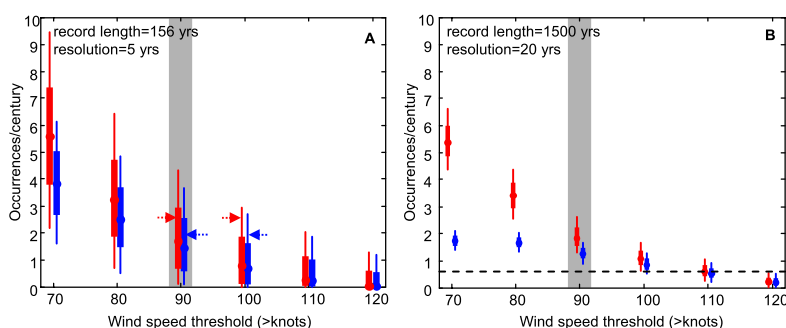 record length=156 yrs
resolution=5 yrs
A
Occurrences/century
10
9
8
7
6
5
4
3
2
1
0
70 80 90 100 110 120
Wind speed threshold (>knots)
record length=1500 yrs
resolution=20 yrs
B
Occurrences/century
10
9
8
7
6
5
4
3
2
1
0
70 80 90 100 110 120
Wind speed threshold (>knots)